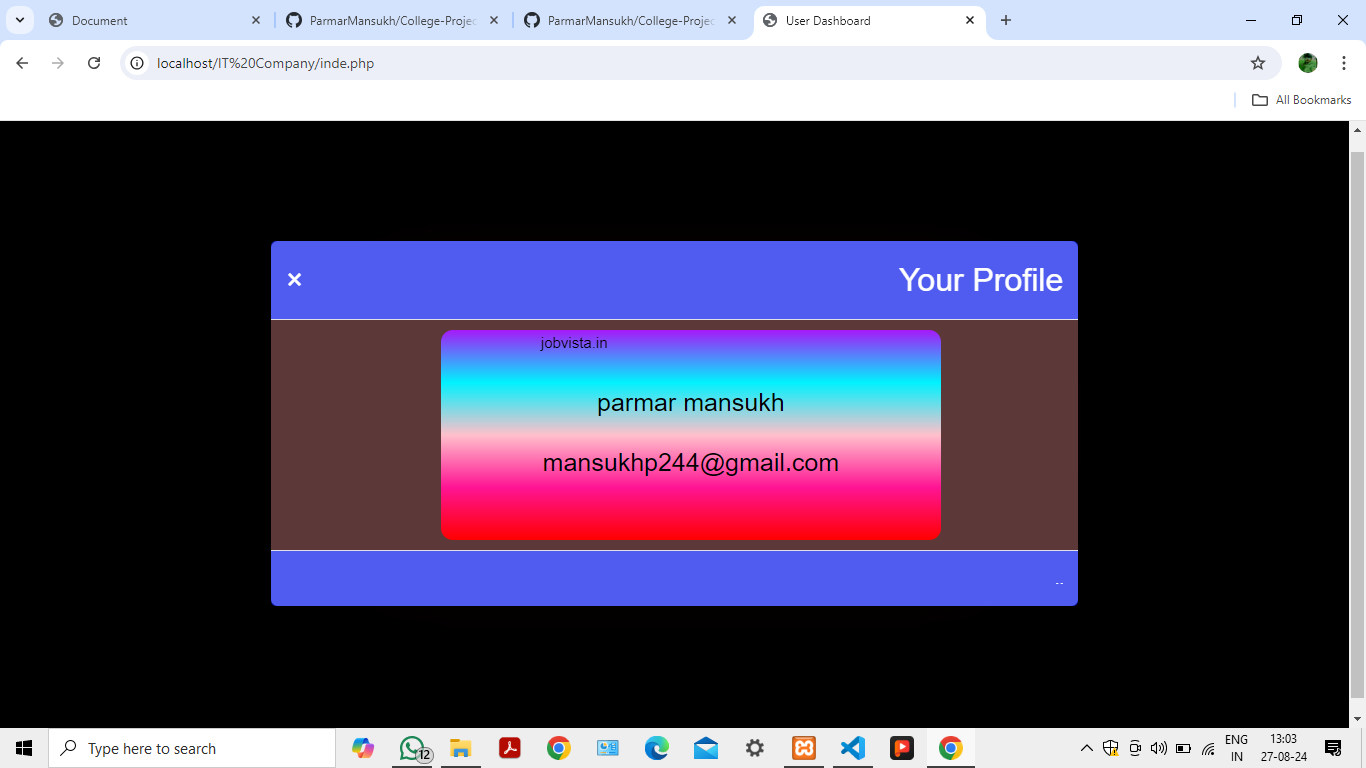 Document
ParmarMansukh/College-Projec
ParmarMansukh/College-Projec
User Dashboard
localhost/IT%20Company/inde.php
All Bookmarks
× Your Profile
jobvista.in
parmar mansukh
mansukhp244@gmail.com
--
Type here to search
12
ENG
IN
13:03
27-08-24